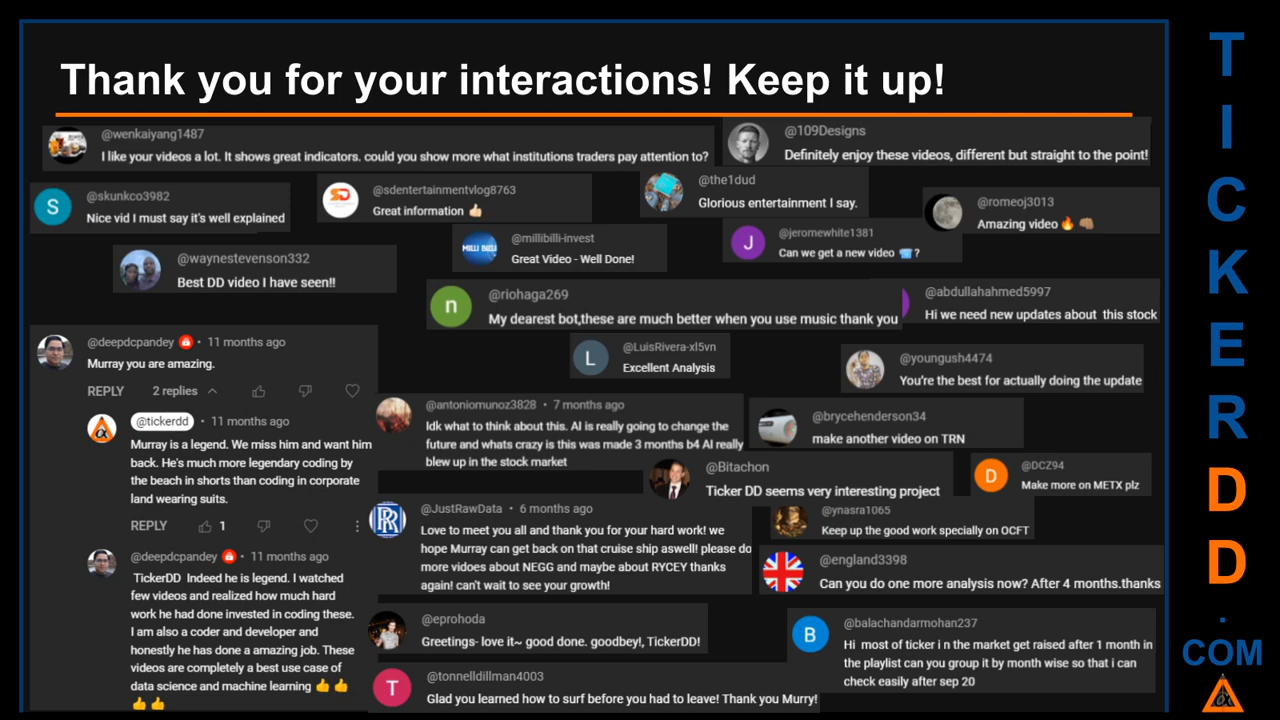 Thank you for your interactions! Keep it up!
@wenkaiyang1487
I like your videos a lot. It shows great indicators. could you show more what institutions traders pay attention to?
@109Designs
Definitely enjoy these videos, different but straight to the point!
S
@skunkco3982
Nice vid I must say it's well explained
SD
@sdentertainmentvlog8763
Great information 👍🏻
@the1dud
Glorious entertainment I say.
@romeoj3013
Amazing video 🔥 👊🏽
MILLI BILLI
@millibilli-invest
Great Video - Well Done!
J
@jeromewhite1381
Can we get a new video ?
@waynestevenson332
Best DD video I have seen!!
n
@riohaga269
My dearest bot,these are much better when you use music thank you
@abdullahahmed5997
Hi we need new updates about this stock
L
@LuisRivera-xl5vn
Excellent Analysis
@youngush4474
You're the best for actually doing the update
@deepdcpandey • 11 months ago
Murray you are amazing.
REPLY 2 replies
@tickerdd • 11 months ago
Murray is a legend. We miss him and want him
back. He's much more legendary coding by
the beach in shorts than coding in corporate
land wearing suits.
REPLY 1
@deepdcpandey • 11 months ago
TickerDD Indeed he is legend. I watched
few videos and realized how much hard
work he had done invested in coding these.
I am also a coder and developer and
honestly he has done a amazing job. These
videos are completely a best use case of
data science and machine learning 👍 👍
👍 👍
@antoniomunoz3828 • 7 months ago
Idk what to think about this. AI is really going to change the
future and whats crazy is this was made 3 months b4 AI really
blew up in the stock market
@brycehenderson34
make another video on TRN
@Bitachon
Ticker DD seems very interesting project
D
@DCZ94
Make more on METX plz
@JustRawData • 6 months ago
Love to meet you all and thank you for your hard work! we
hope Murray can get back on that cruise ship aswell! please do
more vidoes about NEGG and maybe about RYCEY thanks
again! can't wait to see your growth!
@ynasra1065
Keep up the good work specially on OCFT
@england3398
Can you do one more analysis now? After 4 months.thanks
@eprohoda
Greetings- love it~ good done. goodbey!, TickerDD!
B
@balachandarmohan237
Hi most of ticker i n the market get raised after 1 month in
the playlist can you group it by month wise so that i can
check easily after sep 20
T
@tonnelldillman4003
Glad you learned how to surf before you had to leave! Thank you Murry!
T
I
C
K
E
R
D
D
.
COM